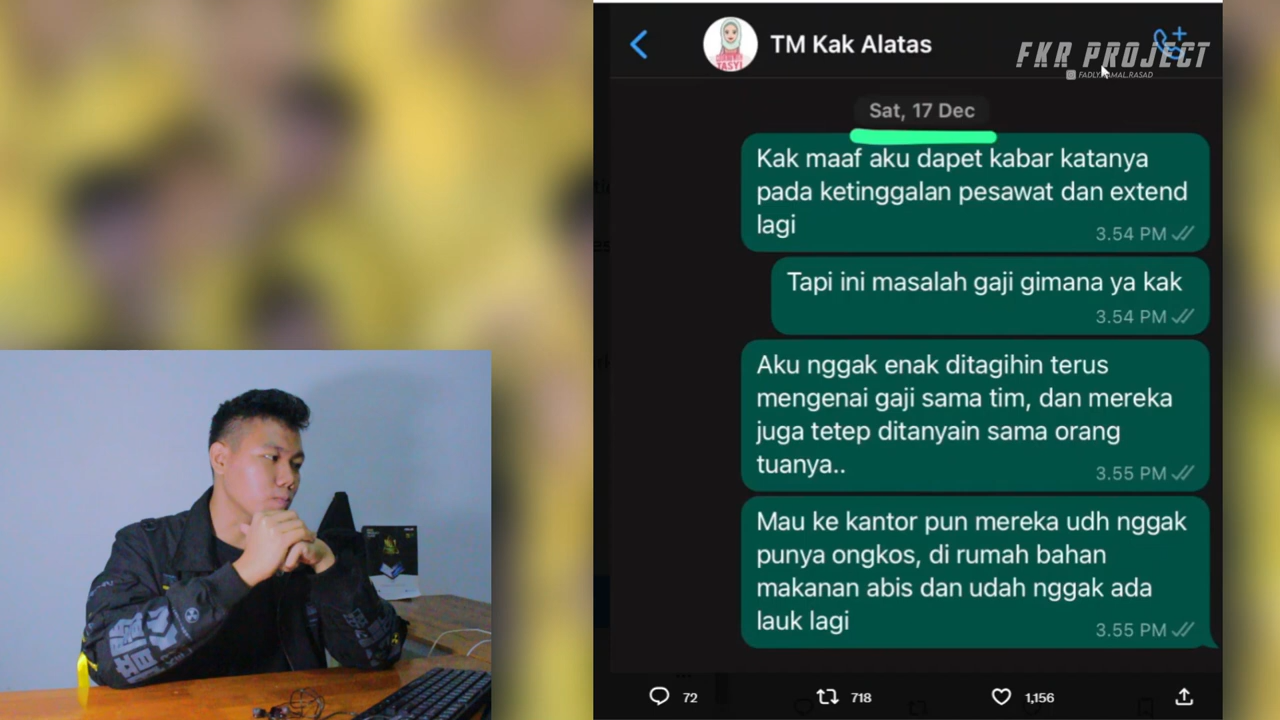 TM Kak Alatas
FKR PROJECT
FADLY.KAMAL.RASAD
TASYI
Sat, 17 Dec
Kak maaf aku dapet kabar katanya
pada ketinggalan pesawat dan extend
lagi
3.54 PM
Tapi ini masalah gaji gimana ya kak
3.54 PM
Aku nggak enak ditagihin terus
mengenai gaji sama tim, dan mereka
juga tetep ditanyain sama orang
tuanya..
3.55 PM
Mau ke kantor pun mereka udh nggak
punya ongkos, di rumah bahan
makanan abis dan udah nggak ada
lauk lagi
3.55 PM
72
718
1,156